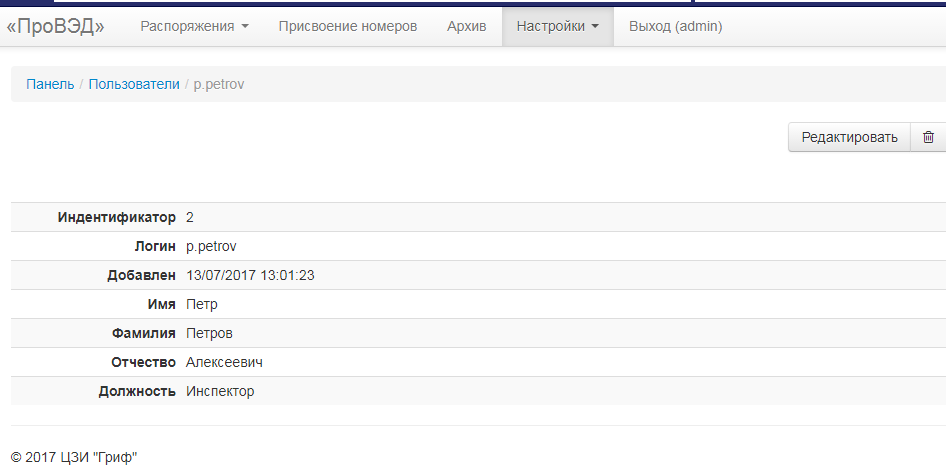 «ПроВЭД» Распоряжения Присвоение номеров Архив Настройки Выход (admin)
Панель / Пользователи / p.petrov
Редактировать
Индентификатор 2
Логин p.petrov
Добавлен 13/07/2017 13:01:23
Имя Петр
Фамилия Петров
Отчество Алексеевич
Должность Инспектор
© 2017 ЦЗИ "Гриф"